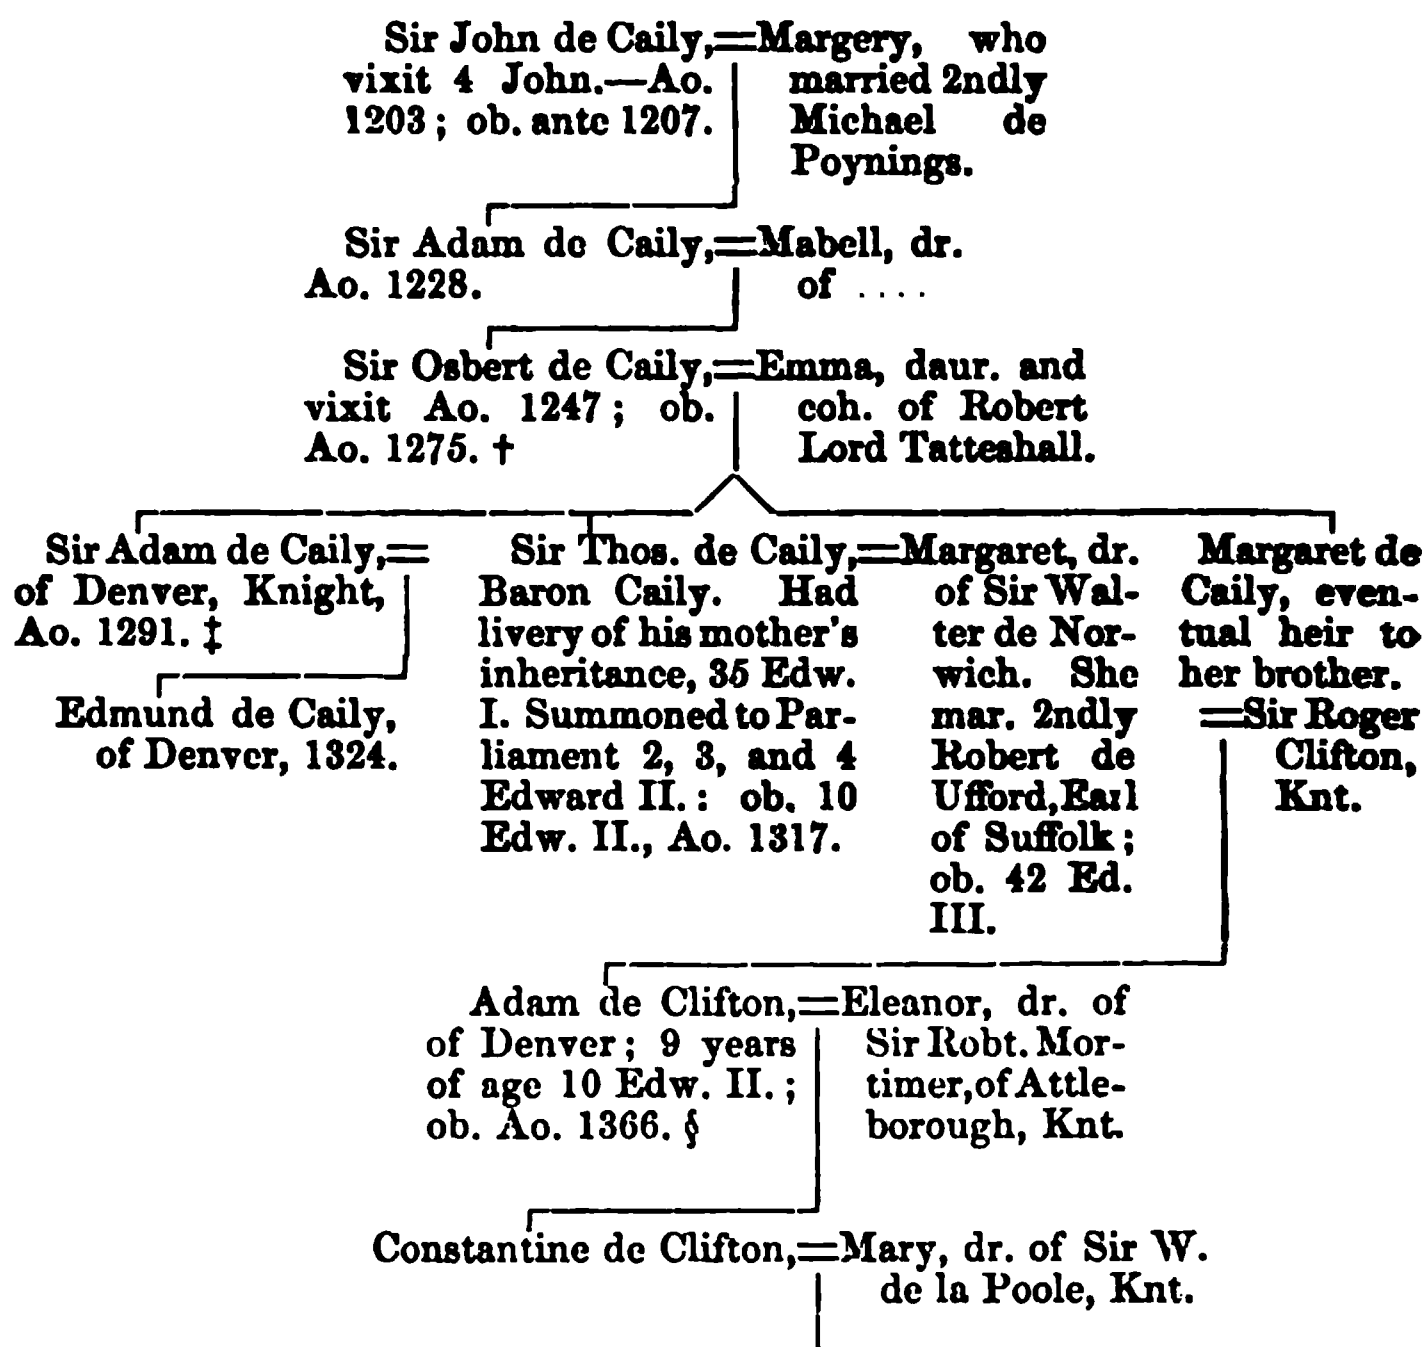 Sir John de Caily,=Margery, who
vixit 4 John.—Ao. married 2ndly
1203; ob. ante 1207. Michael de
Poynings.
Sir Adam de Caily,=Mabell, dr.
Ao. 1228. of ....
Sir Osbert de Caily,=Emma, daur. and
vixit Ao. 1247; ob. coh. of Robert
Ao. 1275. † Lord Tatteshall.
Sir Adam de Caily,=
of Denver, Knight,
Ao. 1291. ‡
Edmund de Caily,
of Denver, 1324.
Sir Thos. de Caily,=
Baron Caily. Had
livery of his mother's
inheritance, 35 Edw.
I. Summoned to Par-
liament 2, 3, and 4
Edward II.: ob. 10
Edw. II., Ao. 1317.
Margaret, dr.
of Sir Wal-
ter de Nor-
wich. She
mar. 2ndly
Robert de
Ufford, Earl
of Suffolk;
ob. 42 Ed.
III.
Margaret de
Caily, even-
tual heir to
her brother.
=Sir Roger
Clifton,
Knt.
Adam de Clifton,=Eleanor, dr. of
of Denver; 9 years Sir Robt. Mor-
of age 10 Edw. II.; timer, of Attle-
ob. Ao. 1366. § borough, Knt.
Constantine de Clifton,=Mary, dr. of Sir W.
de la Poole, Knt.